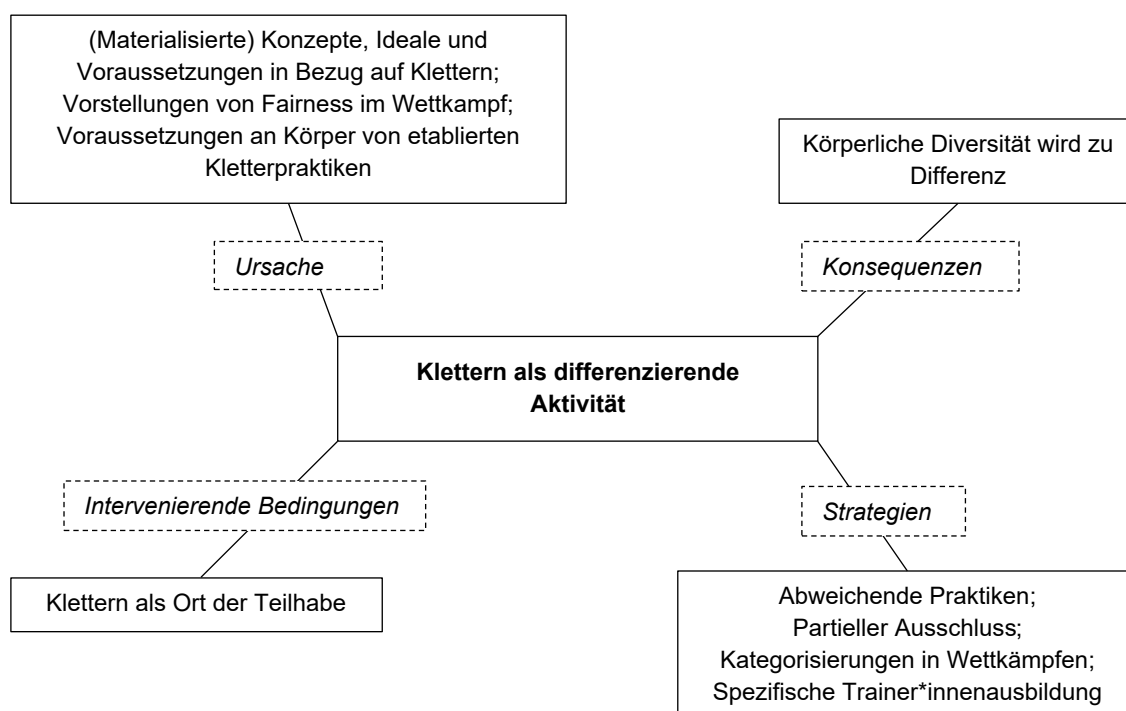 (Materialisierte) Konzepte, Ideale und
Voraussetzungen in Bezug auf Klettern;
Vorstellungen von Fairness im Wettkampf;
Voraussetzungen an Körper von etablierten
Kletterpraktiken
Körperliche Diversität wird zu
Differenz
Ursache
Konsequenzen
Klettern als differenzierende
Aktivität
Intervenierende Bedingungen
Strategien
Klettern als Ort der Teilhabe
Abweichende Praktiken;
Partieller Ausschluss;
Kategorisierungen in Wettkämpfen;
Spezifische Trainer*innenausbildung